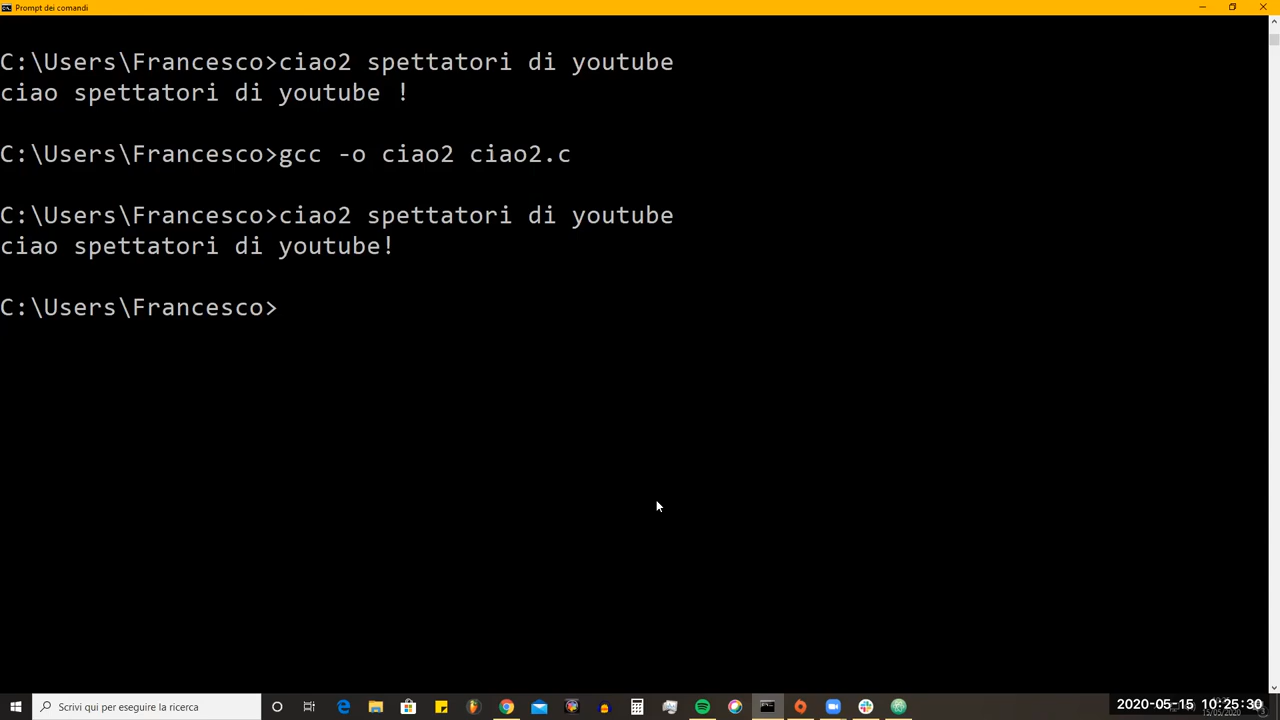 Prompt dei comandi
C:\Users\Francesco>ciao2 spettatori di youtube
ciao spettatori di youtube !
C:\Users\Francesco>gcc -o ciao2 ciao2.c
C:\Users\Francesco>ciao2 spettatori di youtube
ciao spettatori di youtube!
C:\Users\Francesco>
Scrivi qui per eseguire la ricerca
2020-05-15 10:25:30